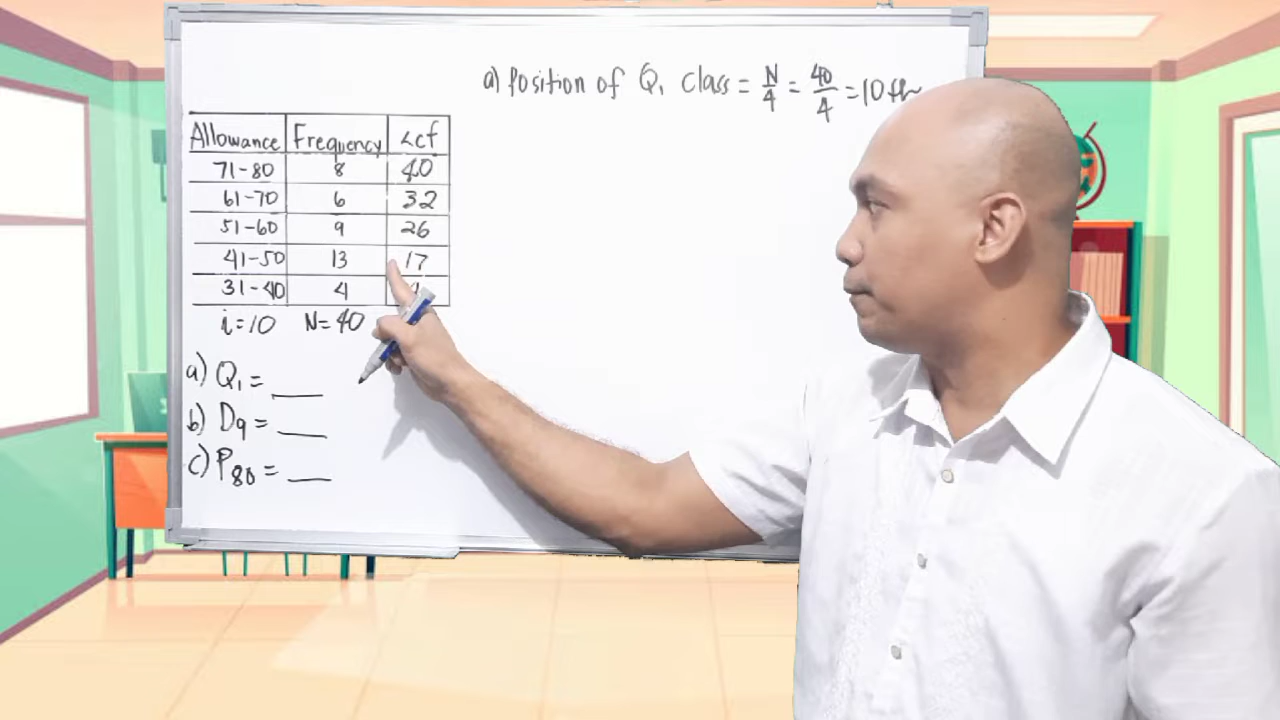 a) Position of Q₁ class = N/4 = 40/4 = 10th
Allowance Frequency <cf
71-80 8 40
61-70 6 32
51-60 9 26
41-50 13 17
31-40 4 4
i=10 N=40
a) Q₁ = ___
b) D9 = ___
c) P80 = ___